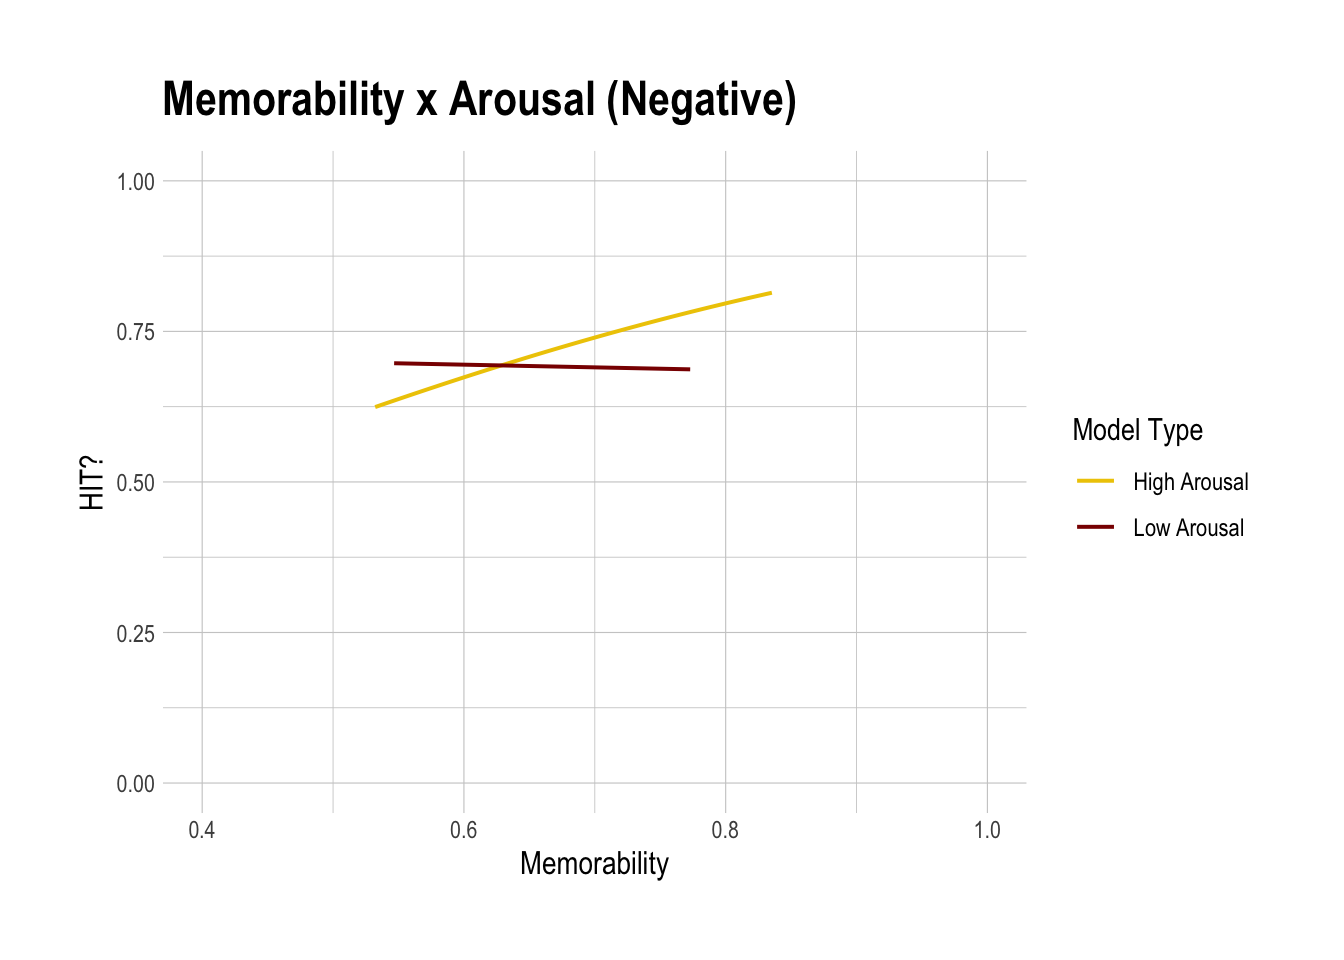 Memorability x Arousal (Negative)
1.00
0.75
0.50
0.25
0.00
HIT?
0.4
0.6
0.8
1.0
Memorability
Model Type
High Arousal
Low Arousal